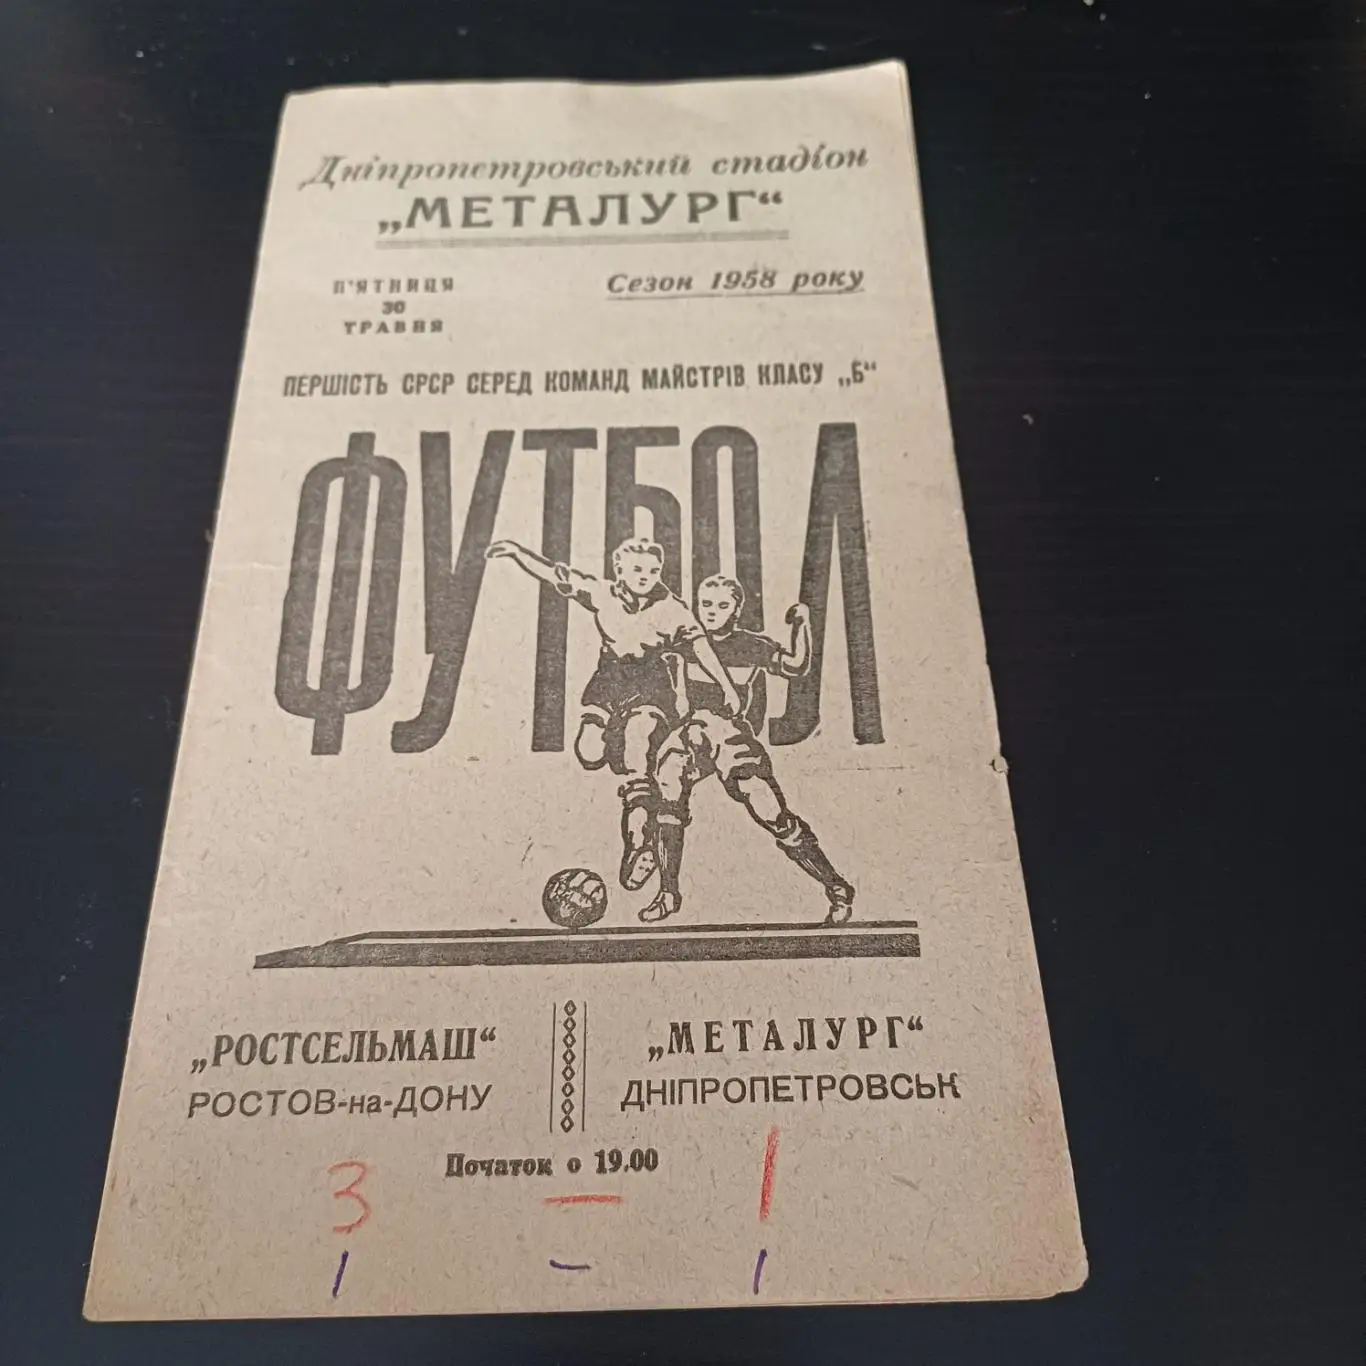 Дніпропетровський стадіон
„МЕТАЛУРГ“
П'ЯТНИЦЯ
30
ТРАВНЯ
Сезон 1958 року
ПЕРШІСТЬ СРСР СЕРЕД КОМАНД МАЙСТРІВ КЛАСУ „Б“
ФУТБОЛ
„РОСТСЕЛЬМАШ“
РОСТОВ-на-ДОНУ
„МЕТАЛУРГ“
ДНІПРОПЕТРОВСЬК
Початок о 19.00
3 – 1
1 – 1